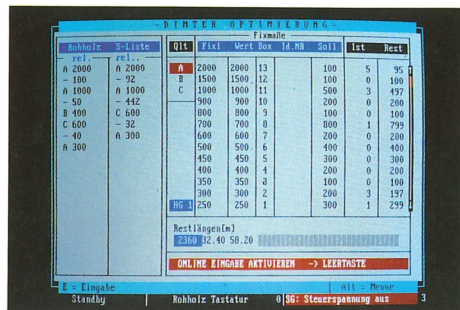 - DIMTER OPTIMIERUNG -
Fixmaße
Rohholz S-Liste Qlt Fix1 Wert Box Id.NB Soll Ist Rest
rel. rel..
A 2000 A 2000 A 2000 2000 13 100 5 95
- 100 - 92 B 1500 1500 12 100 0 100
A 1000 A 1000 C 1000 1000 11 500 3 497
- 50 - 442 900 900 10 200 0 200
B 400 C 600 800 800 9 100 0 100
C 600 - 32 700 700 8 800 1 799
- 40 A 300 600 600 7 200 0 200
A 300 500 500 6 400 0 400
450 450 5 300 0 300
400 400 4 200 0 200
350 350 3 100 0 100
300 300 2 200 3 197
HG 1 250 250 1 300 1 299
Restlängen[m]
2360 32.40 58.20
ONLINE EINGABE AKTIVIEREN -> LEERTASTE
E = Eingabe Alt = Menue
Standby Rohholz Tastatur 0 SG: Steuerspannung aus 3